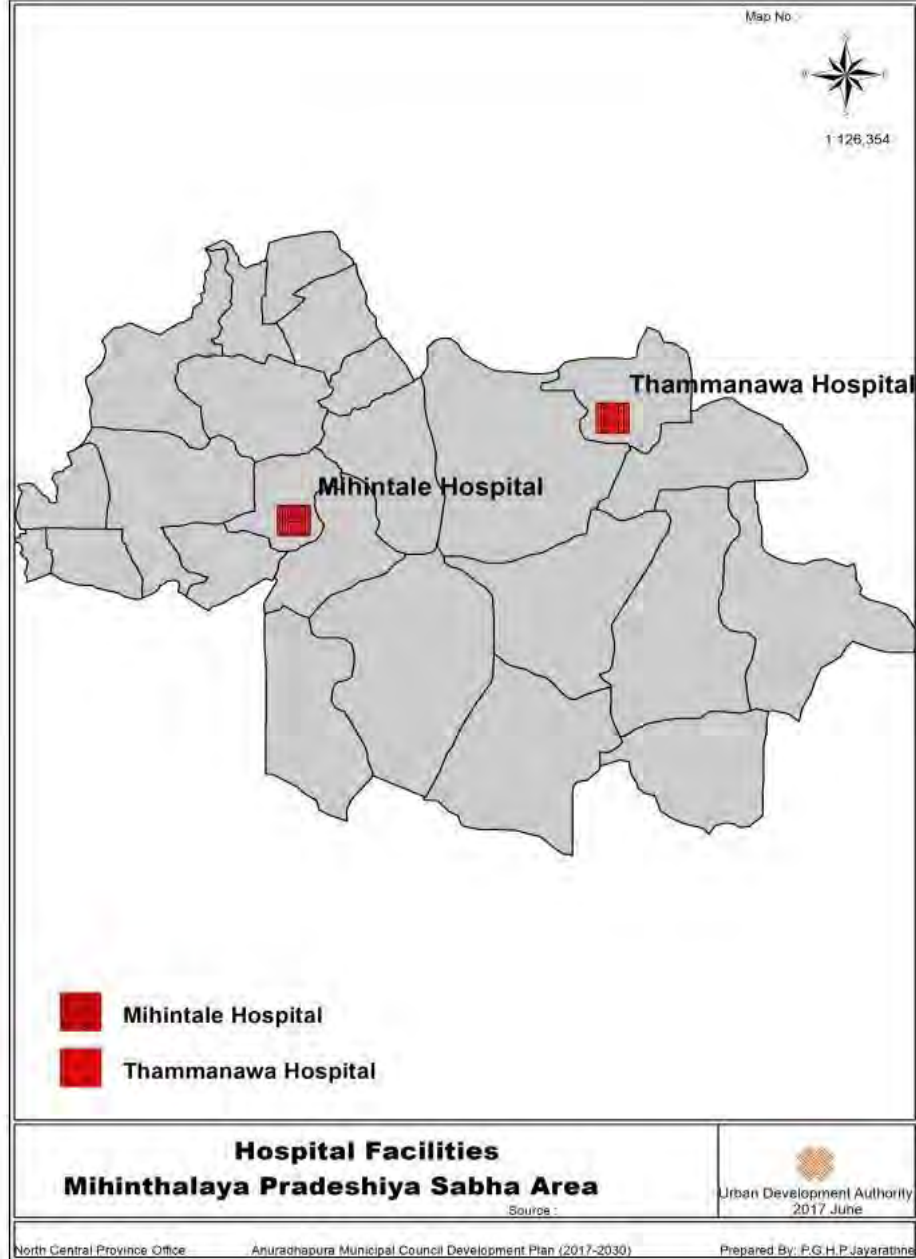 Map No :
1:126,354
Thammanawa Hospital
Mihintale Hospital
Mihintale Hospital
Thammanawa Hospital
Hospital Facilities
Mihinthalaya Pradeshiya Sabha Area
Source :
Urban Development Authority
2017 June
North Central Province Office
Anuradhapura Municipal Council Development Plan (2017-2030)
Prepared By: P.G.H.P.Jayarathne